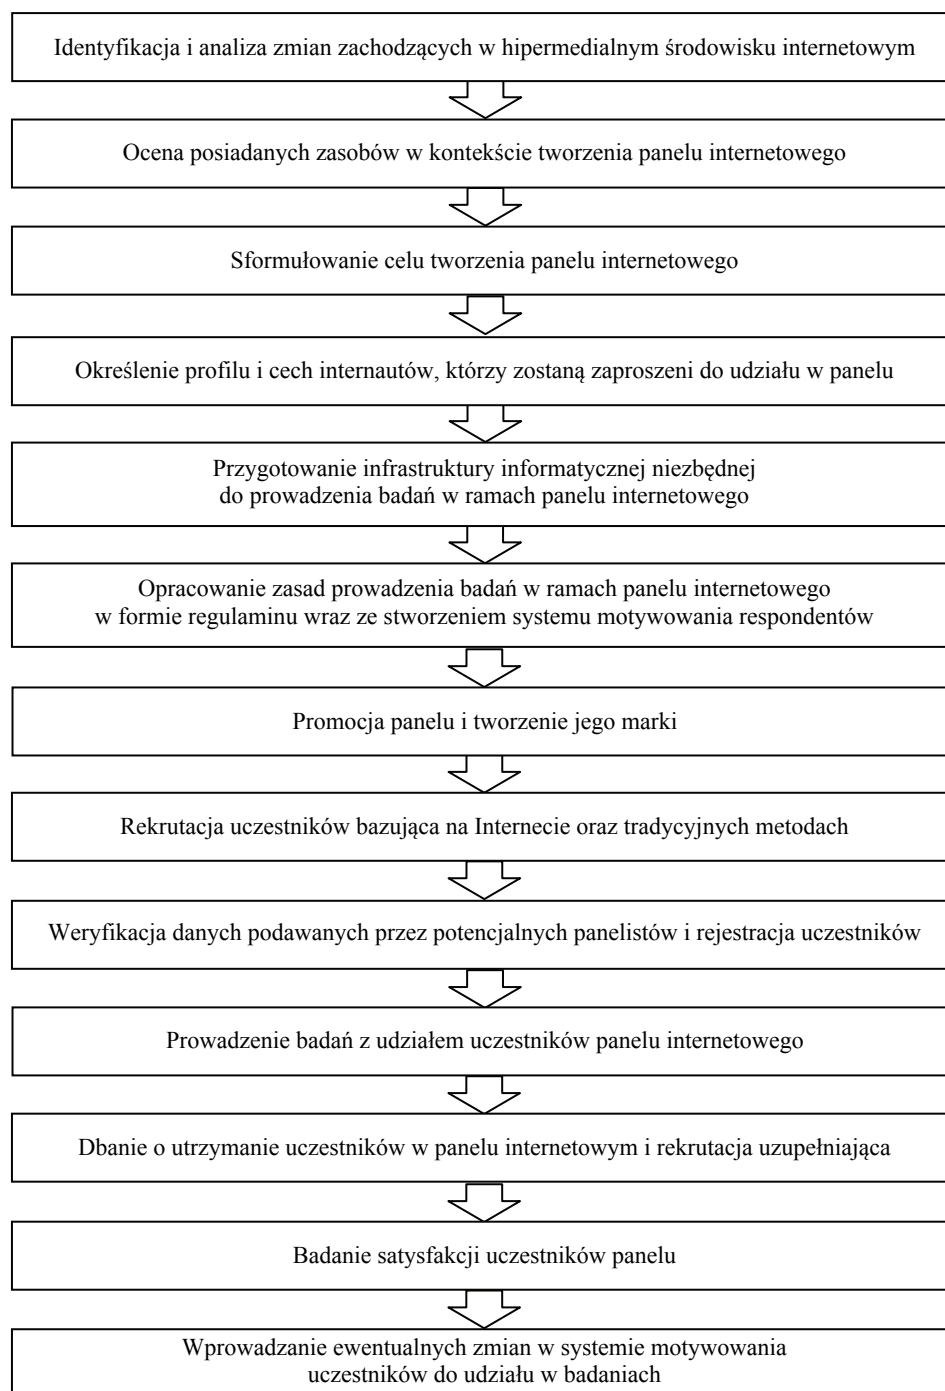 Identyfikacja i analiza zmian zachodzących w hipermedialnym środowisku internetowym
Ocena posiadanych zasobów w kontekście tworzenia panelu internetowego
Sformułowanie celu tworzenia panelu internetowego
Określenie profilu i cech internautów, którzy zostaną zaproszeni do udziału w panelu
Przygotowanie infrastruktury informatycznej niezbędnej
do prowadzenia badań w ramach panelu internetowego
Opracowanie zasad prowadzenia badań w ramach panelu internetowego
w formie regulaminu wraz ze stworzeniem systemu motywowania respondentów
Promocja panelu i tworzenie jego marki
Rekrutacja uczestników bazująca na Internecie oraz tradycyjnych metodach
Weryfikacja danych podawanych przez potencjalnych panelistów i rejestracja uczestników
Prowadzenie badań z udziałem uczestników panelu internetowego
Dbanie o utrzymanie uczestników w panelu internetowym i rekrutacja uzupełniająca
Badanie satysfakcji uczestników panelu
Wprowadzanie ewentualnych zmian w systemie motywowania
uczestników do udziału w badaniach